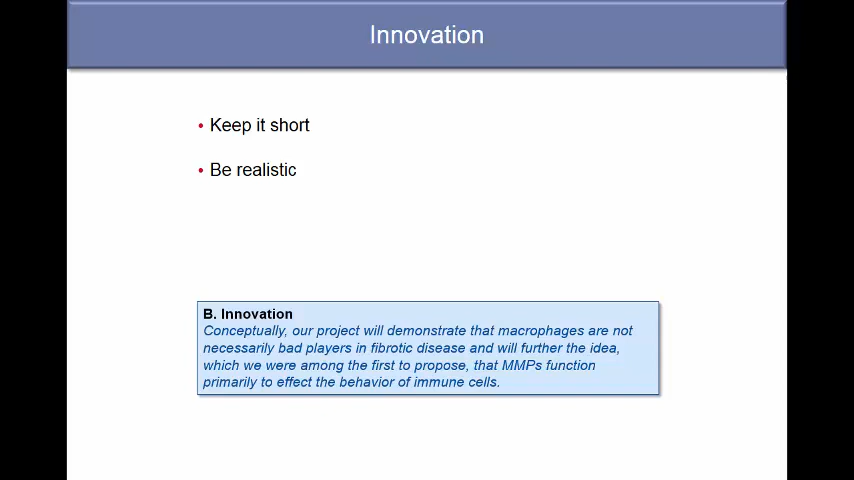 Innovation
• Keep it short
• Be realistic
B. Innovation
Conceptually, our project will demonstrate that macrophages are not
necessarily bad players in fibrotic disease and will further the idea,
which we were among the first to propose, that MMPs function
primarily to effect the behavior of immune cells.